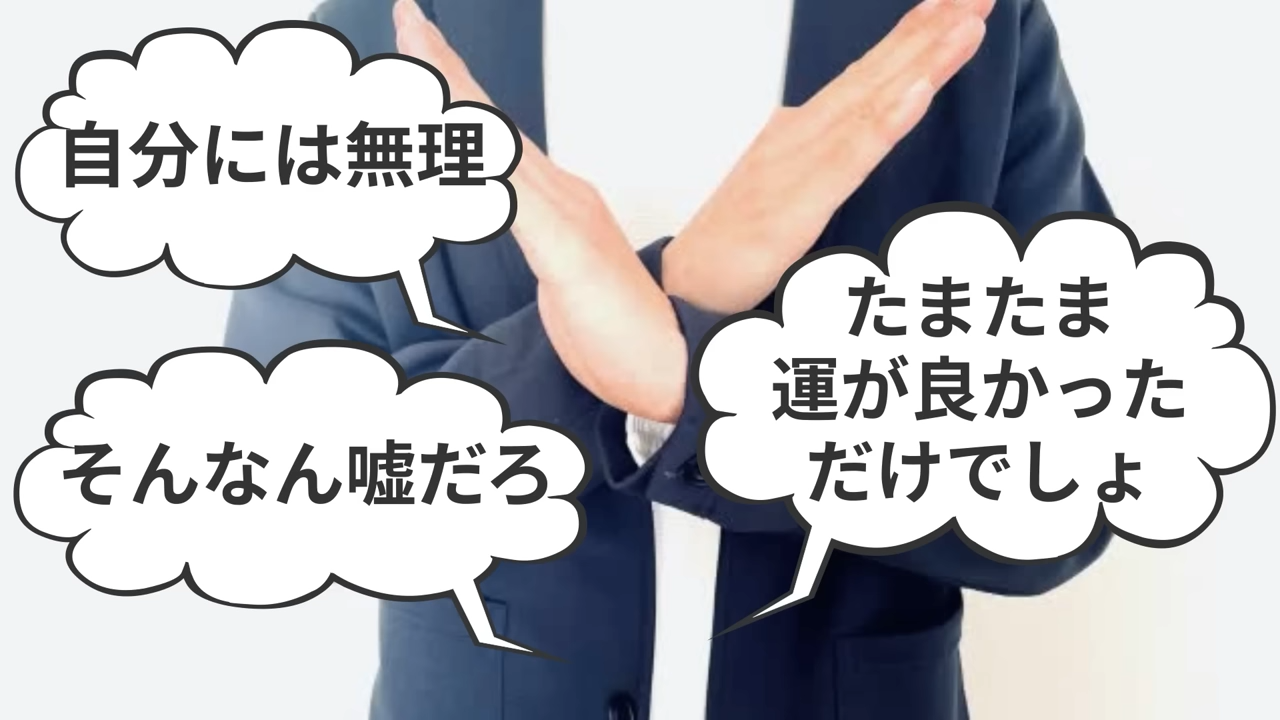 自分には無理
そんなん嘘だろ
たまたま
運が良かった
だけでしょ